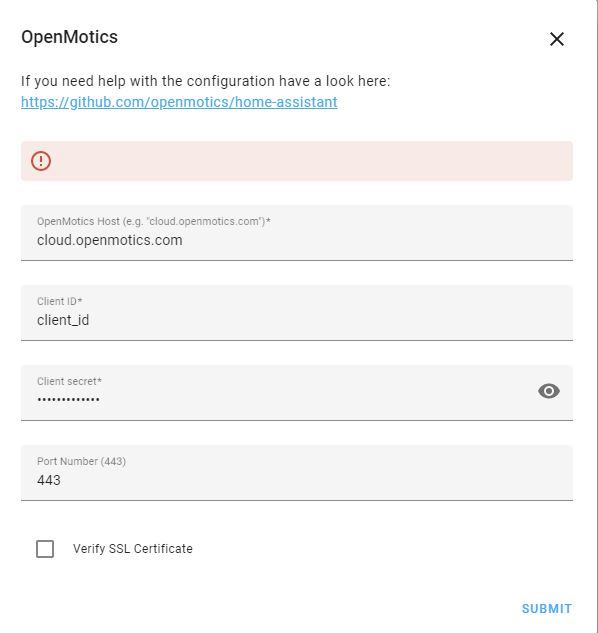 OpenMotics
If you need help with the configuration have a look here:
https://github.com/openmotics/home-assistant
OpenMotics Host (e.g. "cloud.openmotics.com")*
cloud.openmotics.com
Client ID*
client_id
Client secret*
•••••••••••••
Port Number (443)
443
Verify SSL Certificate
SUBMIT